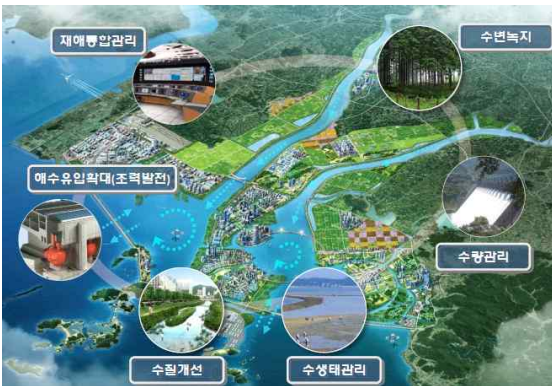 재해통합관리
수변녹지
해수유입확대(조력발전)
수량관리
수질개선
수생태관리